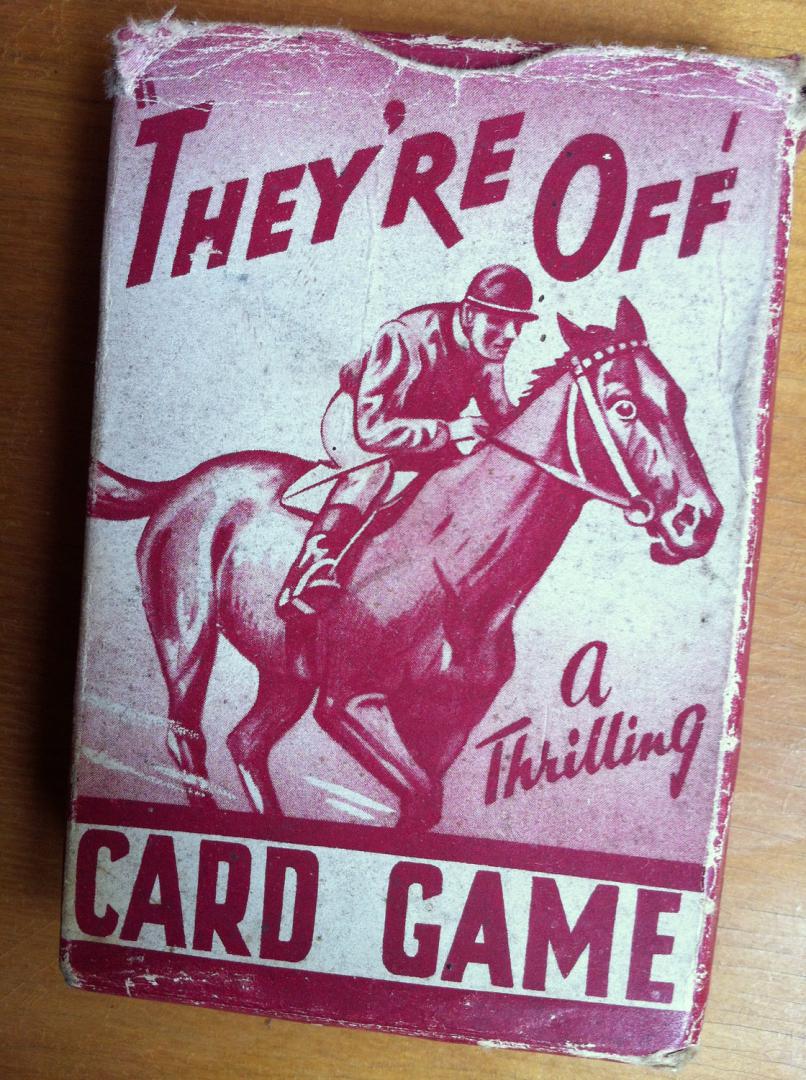 "THEY'RE OFF"
a
Thrilling
CARD GAME